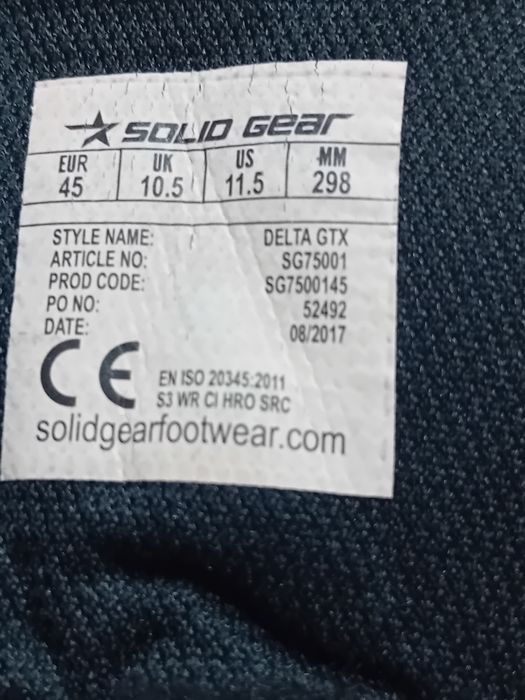 SOLID GEAR
EUR UK US MM
45 10.5 11.5 298
STYLE NAME: DELTA GTX
ARTICLE NO: SG75001
PROD CODE: SG7500145
PO NO: 52492
DATE: 08/2017
CE EN ISO 20345:2011
S3 WR CI HRO SRC
solidgearfootwear.com